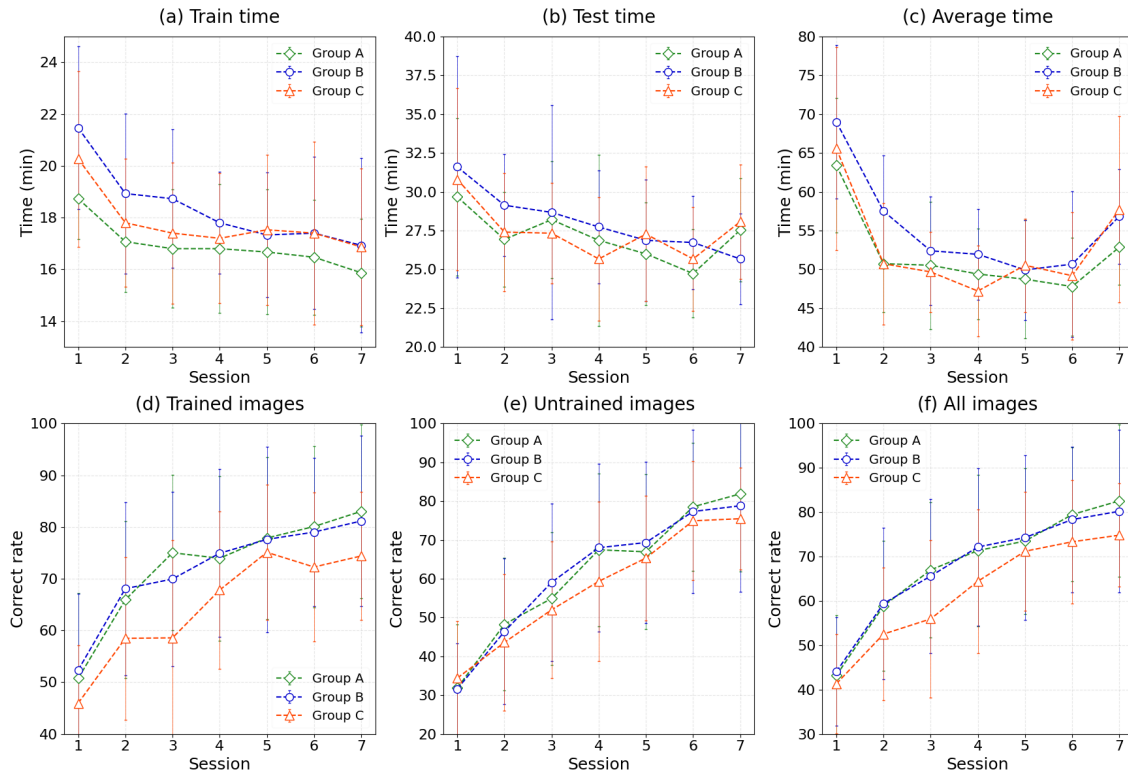 (a) Train time
24
22
20
18
16
14
Time (min)
1 2 3 4 5 6 7
Session
Group A
Group B
Group C
(b) Test time
40.0
37.5
35.0
32.5
30.0
27.5
25.0
22.5
20.0
Time (min)
1 2 3 4 5 6 7
Session
Group A
Group B
Group C
(c) Average time
80
75
70
65
60
55
50
45
40
Time (min)
1 2 3 4 5 6 7
Session
Group A
Group B
Group C
(d) Trained images
100
90
80
70
60
50
40
Correct rate
1 2 3 4 5 6 7
Session
Group A
Group B
Group C
(e) Untrained images
100
90
80
70
60
50
40
30
20
Correct rate
1 2 3 4 5 6 7
Session
Group A
Group B
Group C
(f) All images
100
90
80
70
60
50
40
30
Correct rate
1 2 3 4 5 6 7
Session
Group A
Group B
Group C